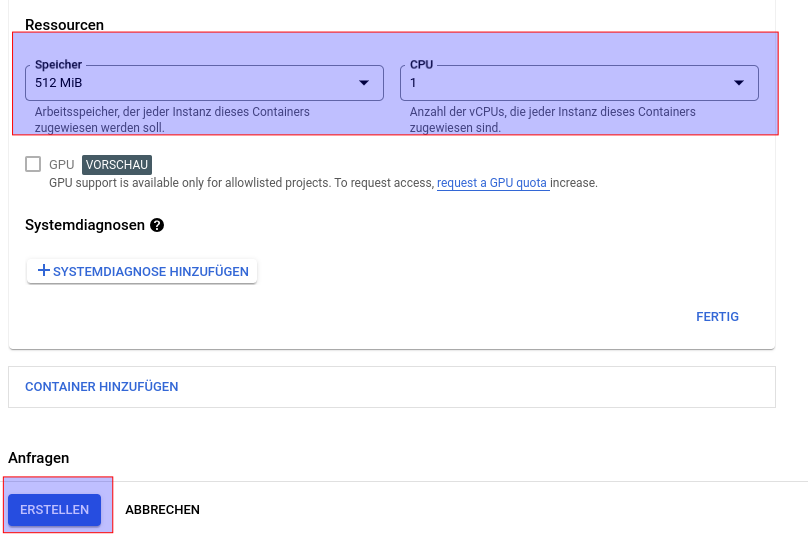 Ressourcen
Speicher
512 MiB
Arbeitsspeicher, der jeder Instanz dieses Containers
zugewiesen werden soll.
CPU
1
Anzahl der vCPUs, die jeder Instanz dieses Containers
zugewiesen sind.
GPU VORSCHAU
GPU support is available only for allowlisted projects. To request access, request a GPU quota increase.
Systemdiagnosen ?
+ SYSTEMDIAGNOSE HINZUFÜGEN
FERTIG
CONTAINER HINZUFÜGEN
Anfragen
ERSTELLEN ABBRECHEN